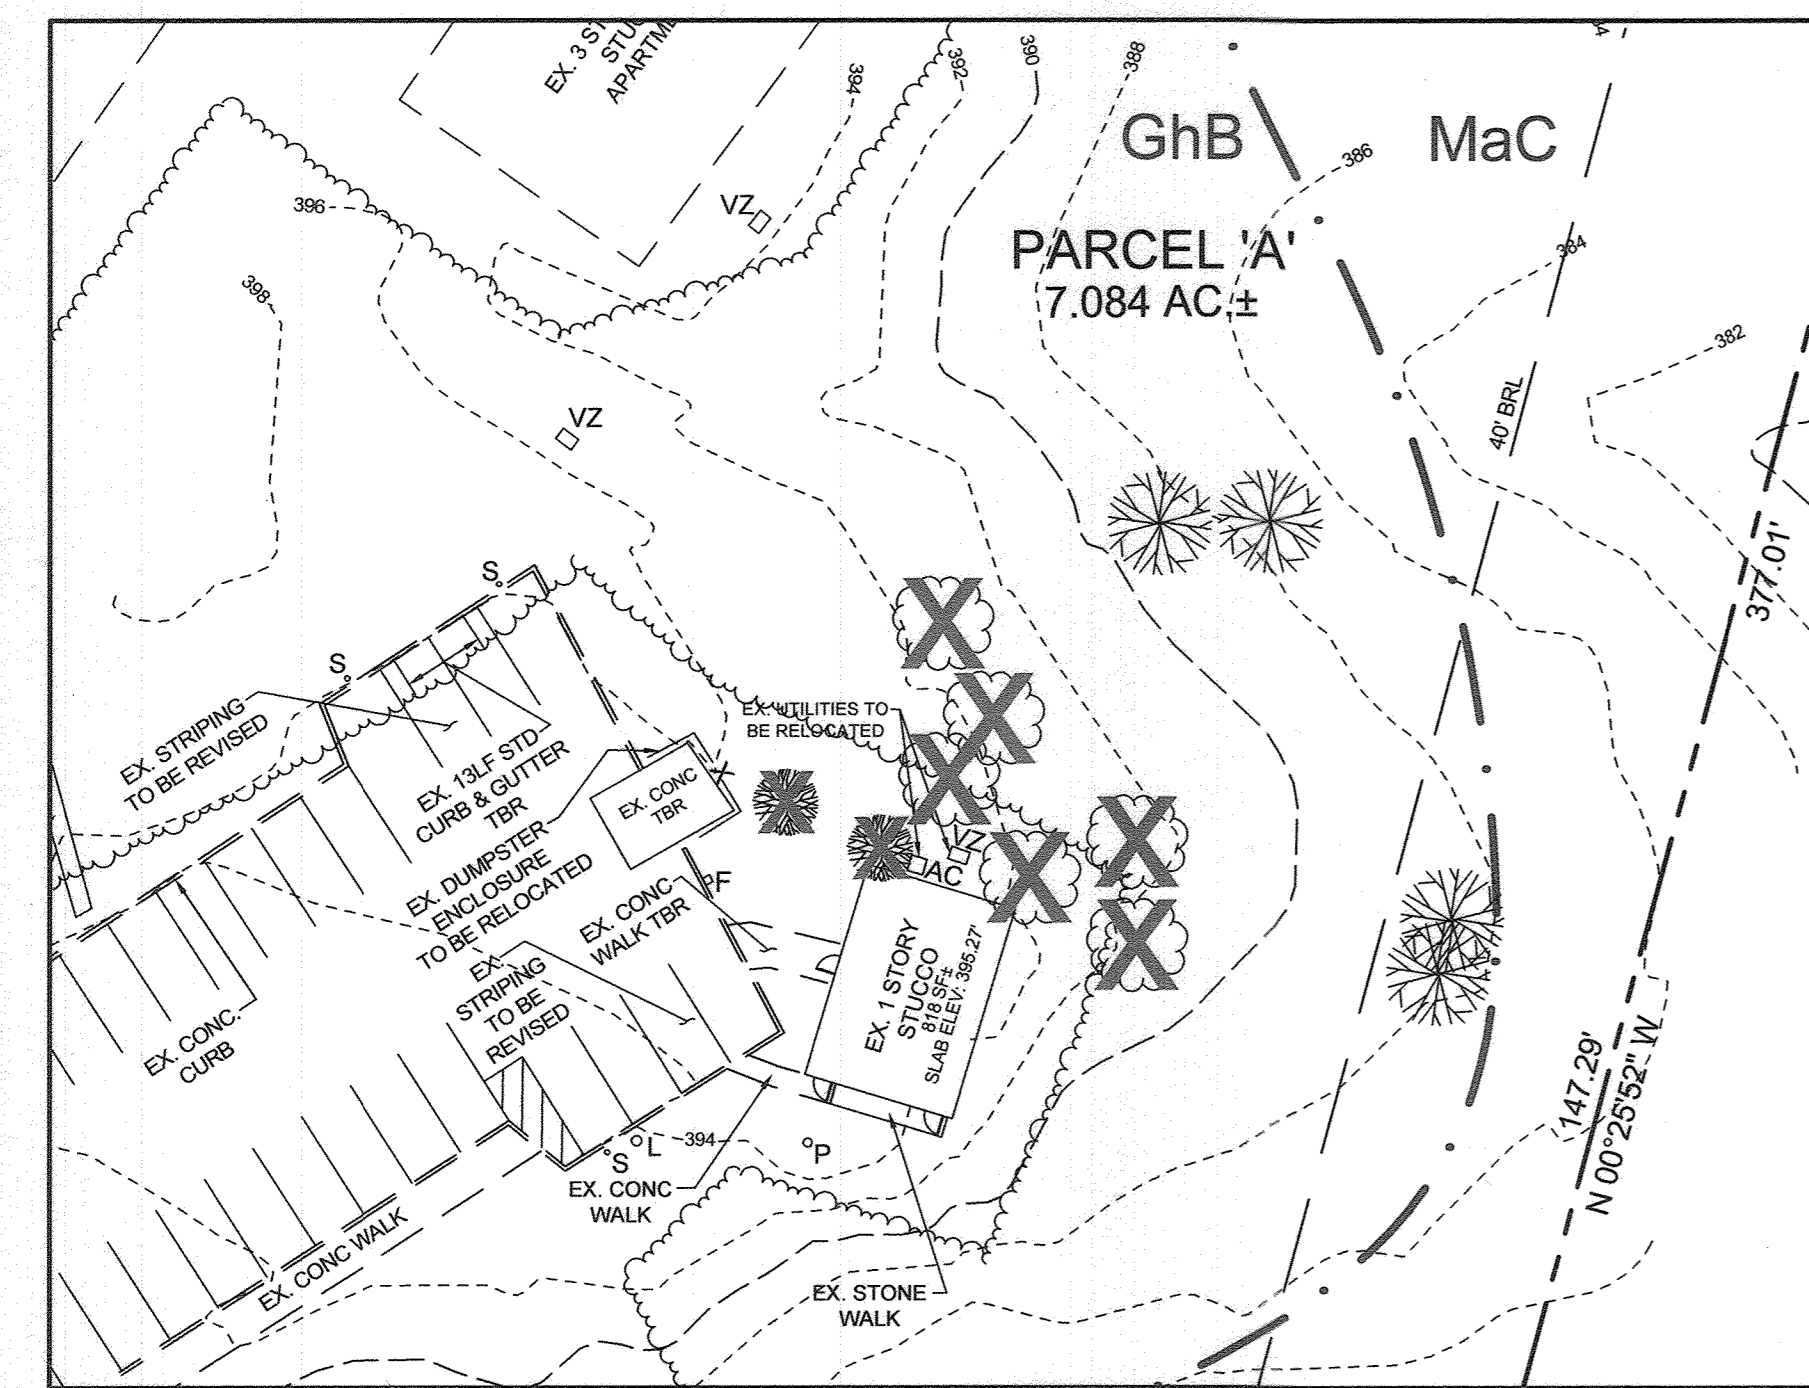 EX. 3 ST
STUC
APARTM
394
392
390
388
GhB
MaC
386
384
382
396
398
VZ
PARCEL 'A'
7.084 AC.±
40' BRL
377.01'
VZ
S
S
EX. STRIPING
TO BE REVISED
EX. 13LF STD
CURB & GUTTER
TBR
EX. UTILITIES TO
BE RELOCATED
EX. CONC
TBR
X
X
X
X
X
X
X
X
X
VZ
AC
F
EX. DUMPSTER
ENCLOSURE
TO BE RELOCATED
EX. CONC
WALK TBR
EX.
STRIPING
TO BE
REVISED
EX. 1 STORY
STUCCO
818 SF±
SLAB ELEV: 395.27'
EX. CONC.
CURB
394
L
S
P
EX. CONC
WALK
EX. CONC WALK
EX. STONE
WALK
147.29'
N 00°25'52" W